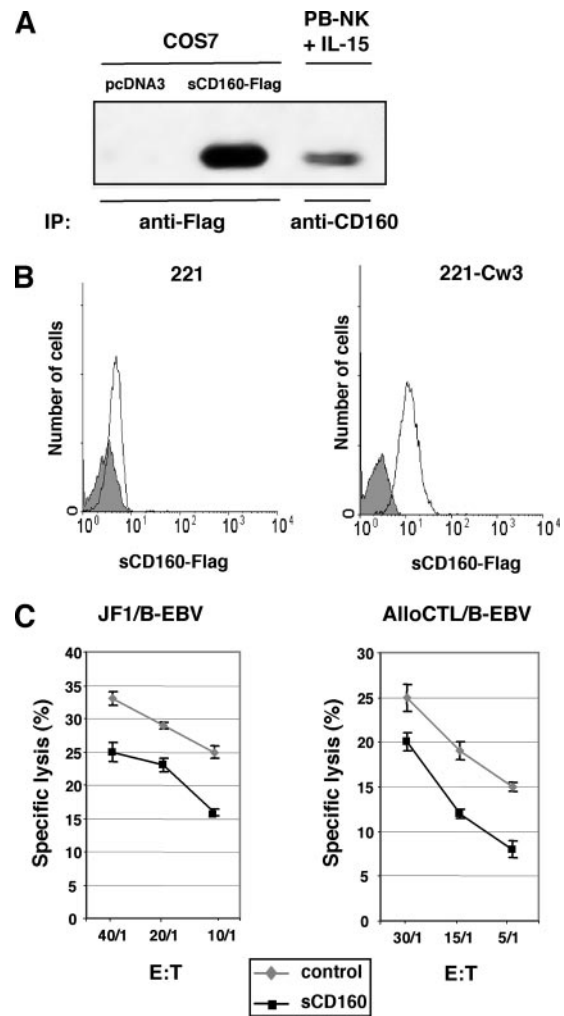 A
COS7
PB-NK
+ IL-15
pcDNA3 sCD160-Flag
IP: anti-Flag anti-CD160
B
221 221-Cw3
Number of cells
0
10^0 10^1 10^2 10^3 10^4
sCD160-Flag
Number of cells
0
10^0 10^1 10^2 10^3 10^4
sCD160-Flag
C
JF1/B-EBV
Specific lysis (%)
40
35
30
25
20
15
10
5
0
40/1 20/1 10/1
E:T
AlloCTL/B-EBV
Specific lysis (%)
30
25
20
15
10
5
0
30/1 15/1 5/1
E:T
control
sCD160